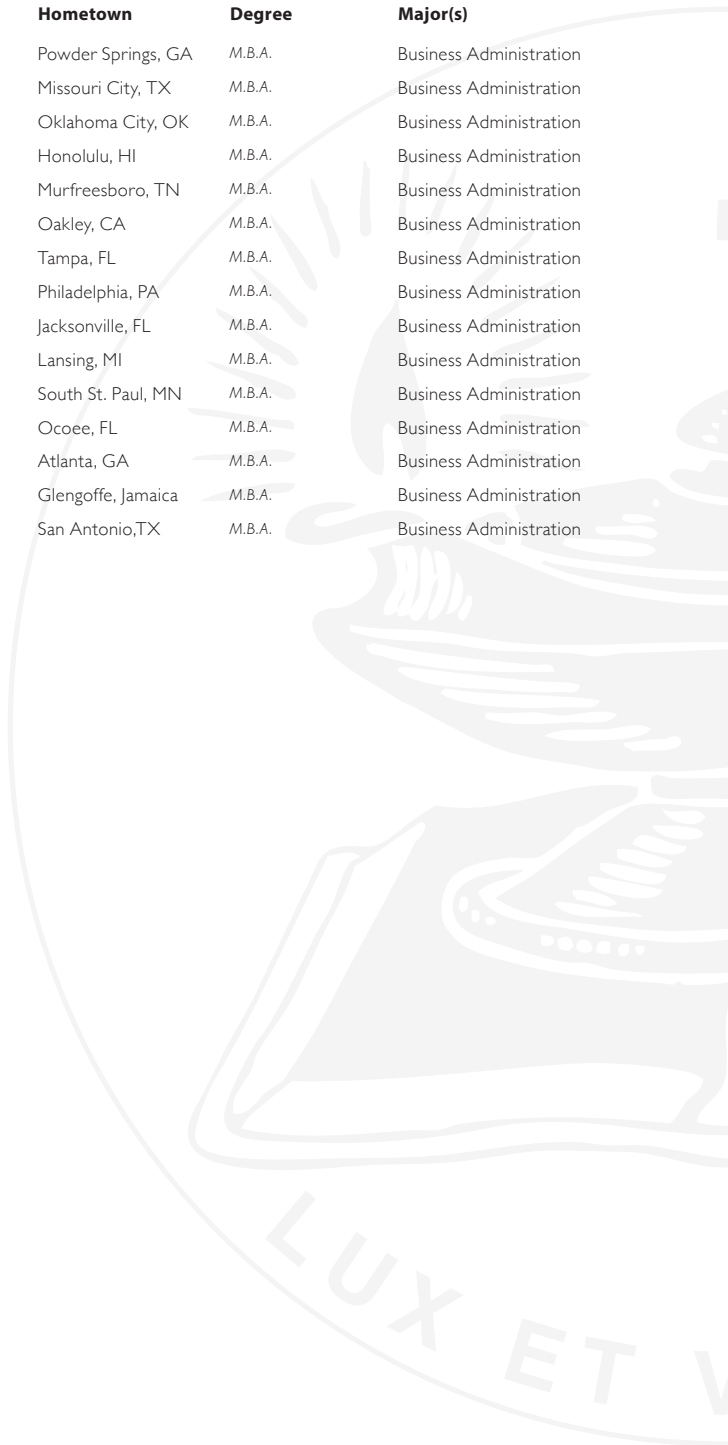 Hometown Degree Major(s)
Powder Springs, GA M.B.A. Business Administration
Missouri City, TX M.B.A. Business Administration
Oklahoma City, OK M.B.A. Business Administration
Honolulu, HI M.B.A. Business Administration
Murfreesboro, TN M.B.A. Business Administration
Oakley, CA M.B.A. Business Administration
Tampa, FL M.B.A. Business Administration
Philadelphia, PA M.B.A. Business Administration
Jacksonville, FL M.B.A. Business Administration
Lansing, MI M.B.A. Business Administration
South St. Paul, MN M.B.A. Business Administration
Ocoee, FL M.B.A. Business Administration
Atlanta, GA M.B.A. Business Administration
Glengoffe, Jamaica M.B.A. Business Administration
San Antonio,TX M.B.A. Business Administration
LUX ET V